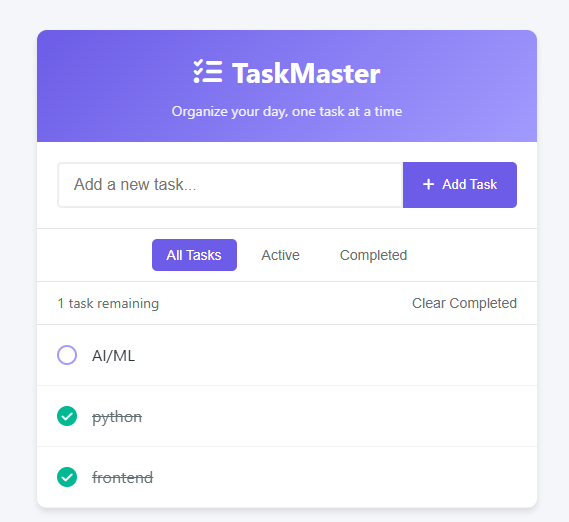 TaskMaster
Organize your day, one task at a time
Add a new task...
+ Add Task
All Tasks Active Completed
1 task remaining Clear Completed
AI/ML
python
frontend